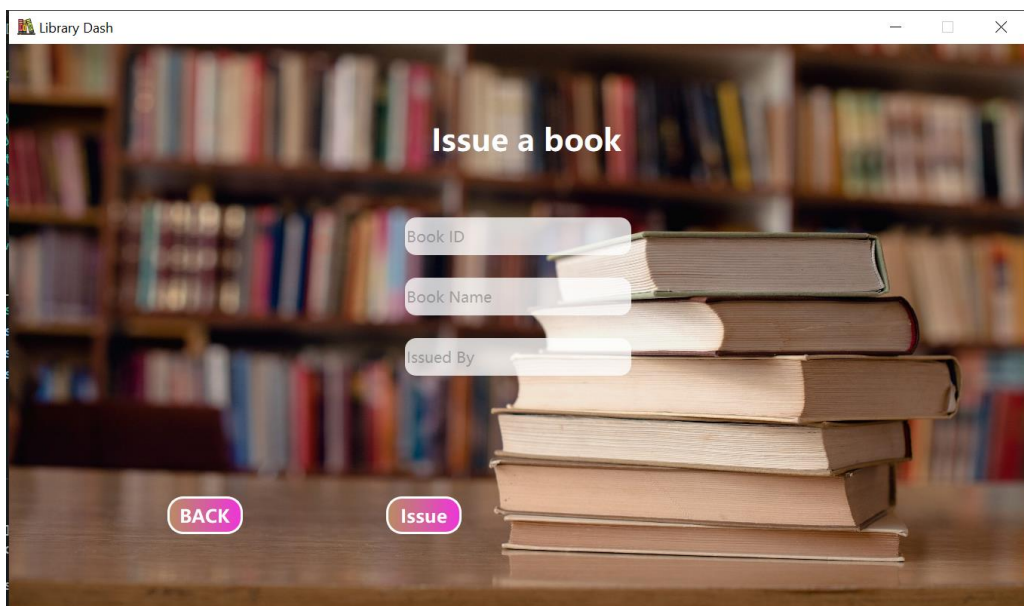 Library Dash
Issue a book
Book ID
Book Name
Issued By
BACK
Issue